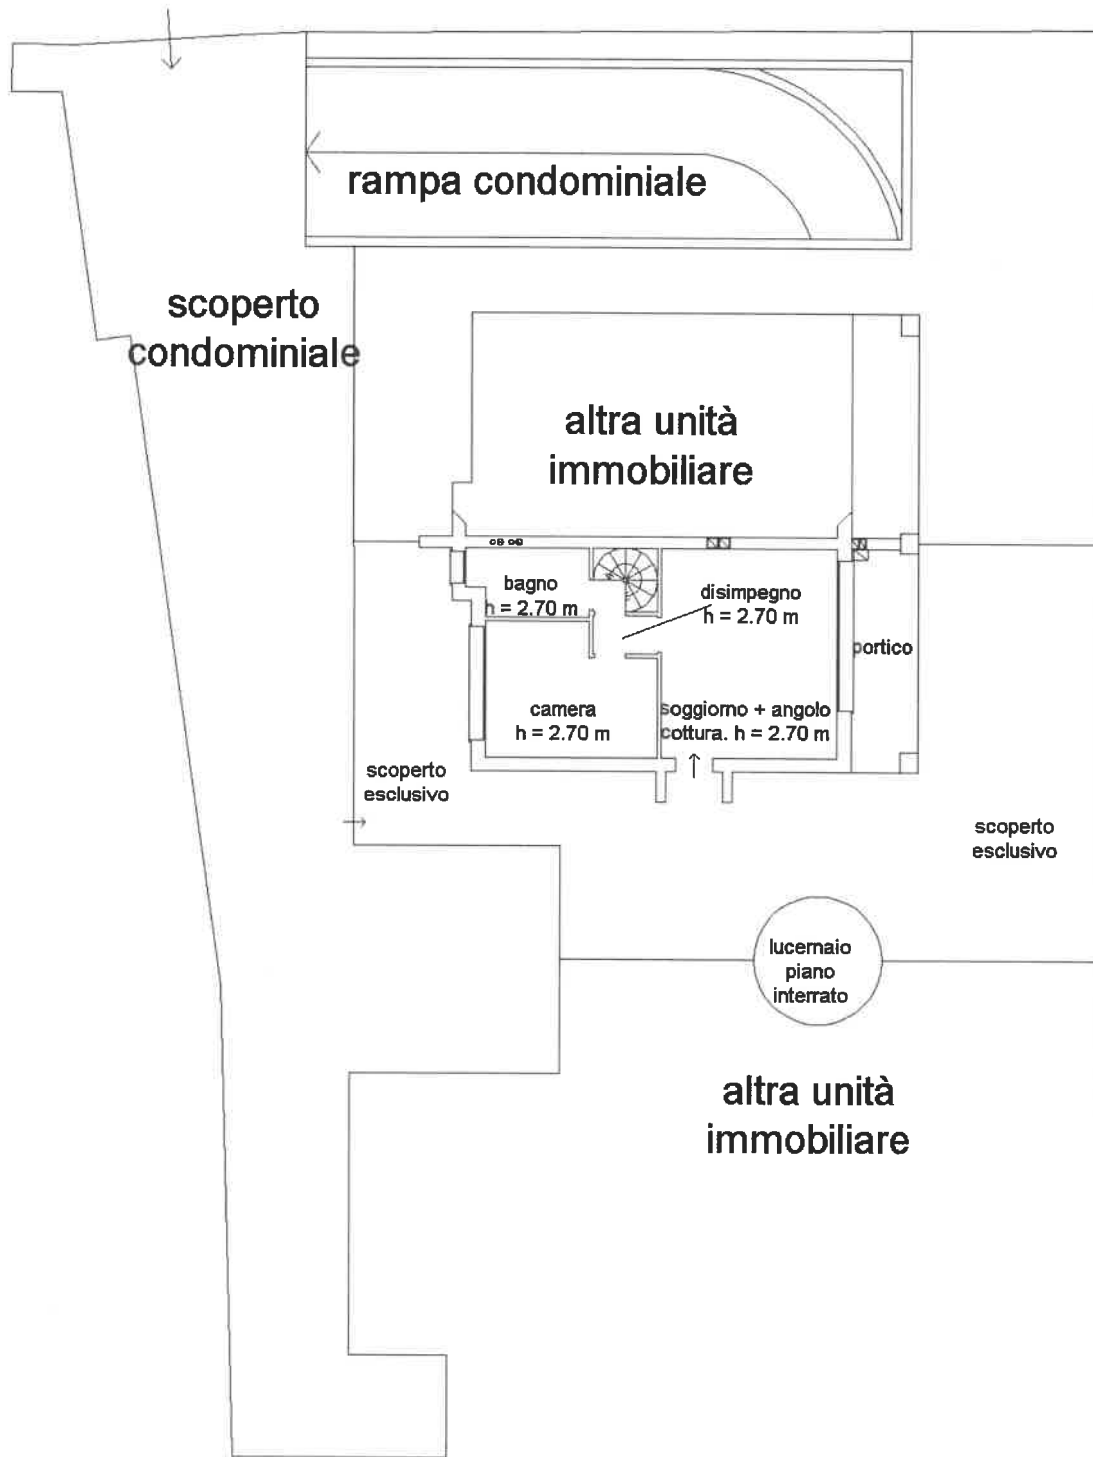 rampa condominiale
scoperto
condominiale
altra unità
immobiliare
bagno
h = 2.70 m
disimpegno
h = 2.70 m
portico
camera
h = 2.70 m
soggiorno + angolo
cottura. h = 2.70 m
scoperto
esclusivo
scoperto
esclusivo
lucernaio
piano
interrato
altra unità
immobiliare